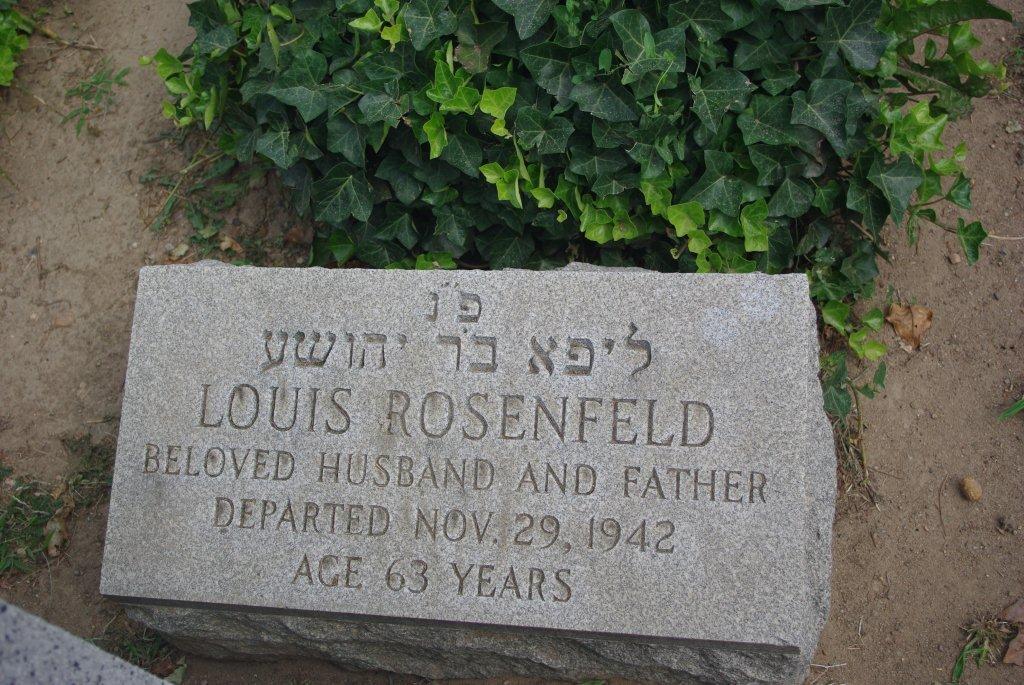 פ"נ
ליפא בר יהושע
LOUIS ROSENFELD
BELOVED HUSBAND AND FATHER
DEPARTED NOV. 29, 1942
AGE 63 YEARS